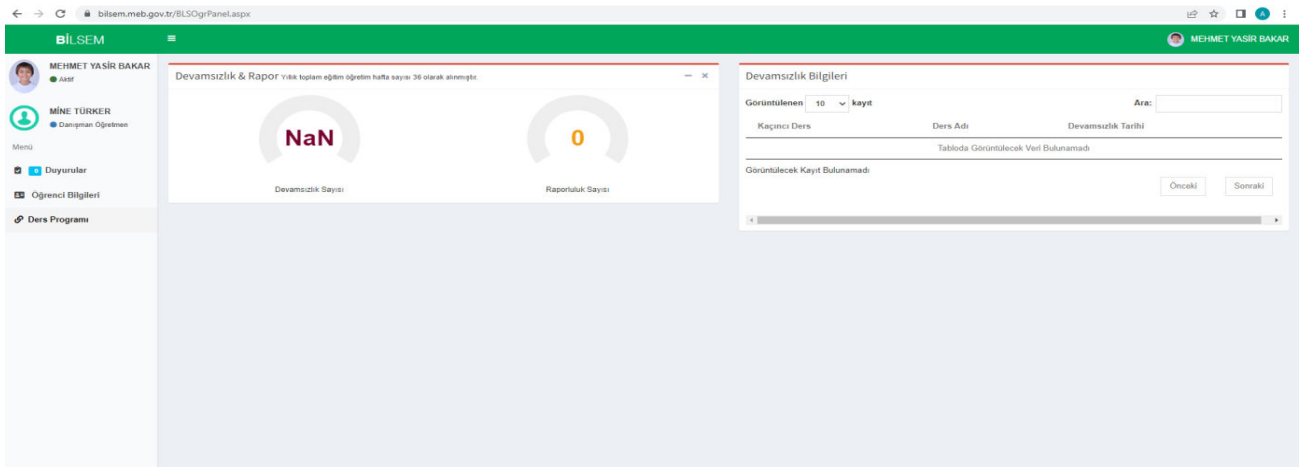 bilsem.meb.gov.tr/BLSOgrPanel.aspx
A
BİLSEM
MEHMET YASİR BAKAR
MEHMET YASİR BAKAR
Aktif
MİNE TÜRKER
Danışman Öğretmen
Menü
0 Duyurular
Öğrenci Bilgileri
Ders Programı
Devamsızlık & Rapor Yıllık toplam eğitim öğretim hafta sayısı 36 olarak alınmıştır.
NaN
0
Devamsızlık Sayısı
Raporluluk Sayısı
Devamsızlık Bilgileri
Görüntülenen 10 kayıt
Ara:
Kaçıncı Ders Ders Adı Devamsızlık Tarihi
Tabloda Görüntülecek Veri Bulunamadı
Görüntülecek Kayıt Bulunamadı
Önceki Sonraki